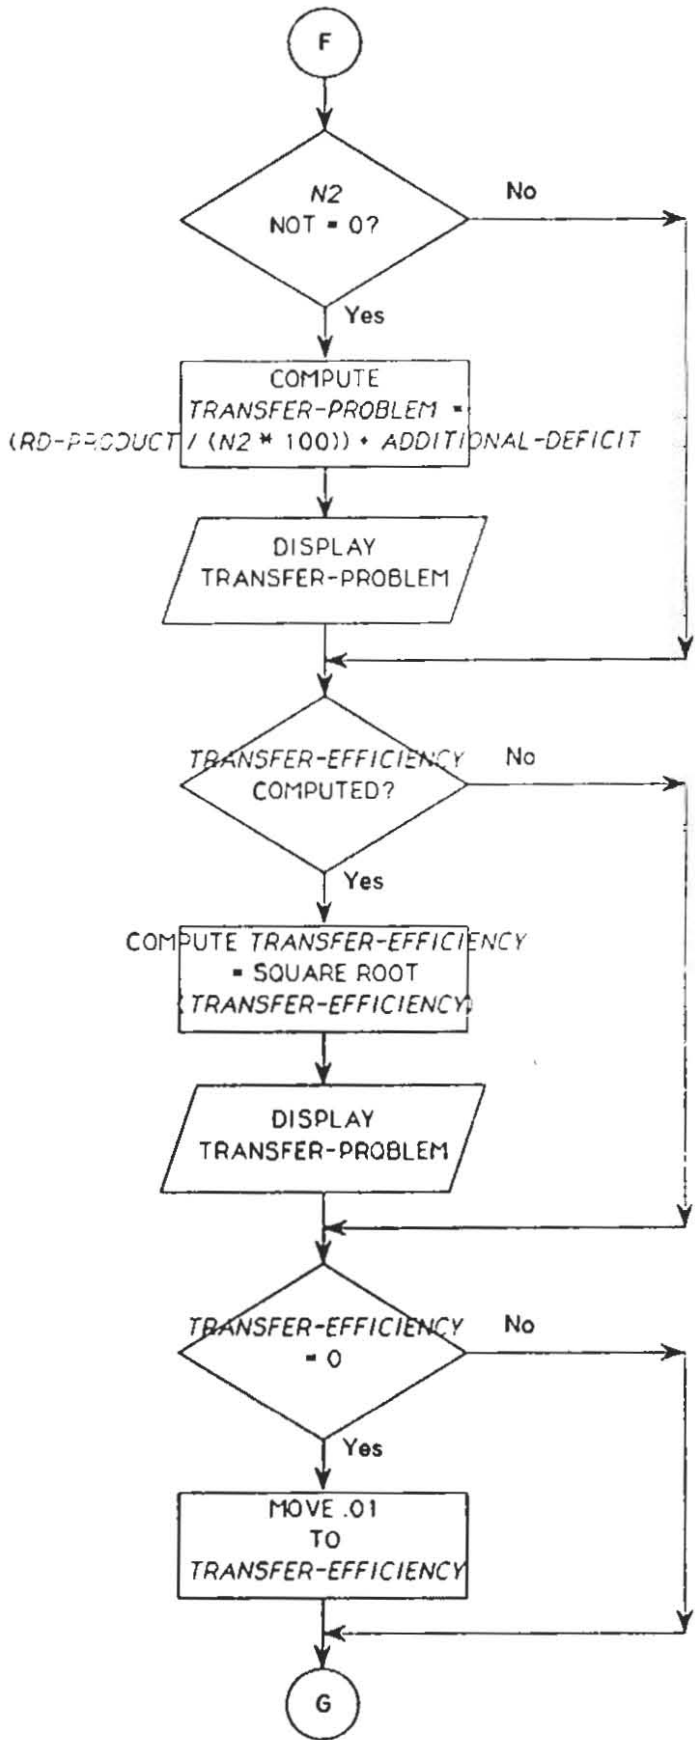 F
N2
NOT = 0?
No
Yes
COMPUTE
TRANSFER-PROBLEM =
(RD-PRODUCT / (N2 * 100)) + ADDITIONAL-DEFICIT
DISPLAY
TRANSFER-PROBLEM
TRANSFER-EFFICIENCY
COMPUTED?
No
Yes
COMPUTE TRANSFER-EFFICIENCY
= SQUARE ROOT
(TRANSFER-EFFICIENCY)
DISPLAY
TRANSFER-PROBLEM
TRANSFER-EFFICIENCY
= 0
No
Yes
MOVE .01
TO
TRANSFER-EFFICIENCY
G